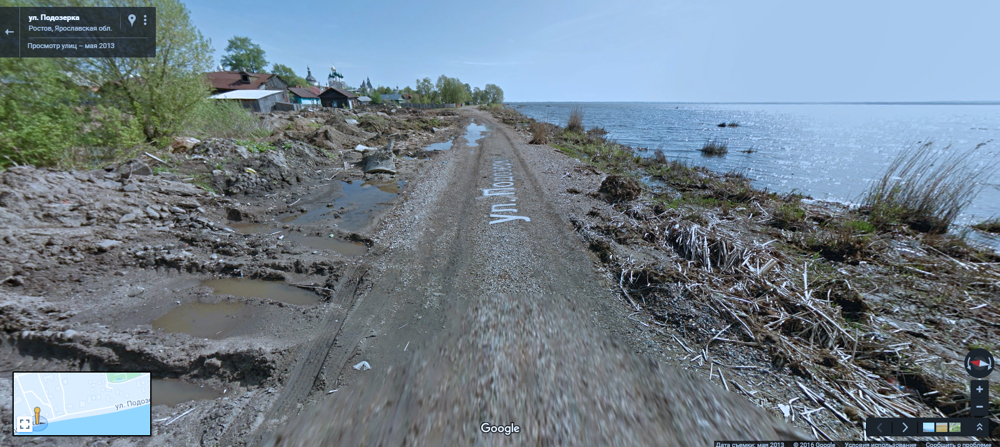 ул. Подозерка
Ростов, Ярославская обл.
Просмотр улиц – мая 2013
ул. Подозерка
ул. Подозе
Google
Дата съемки: мая 2013 © 2016 Google Условия использования Сообщить о проблеме